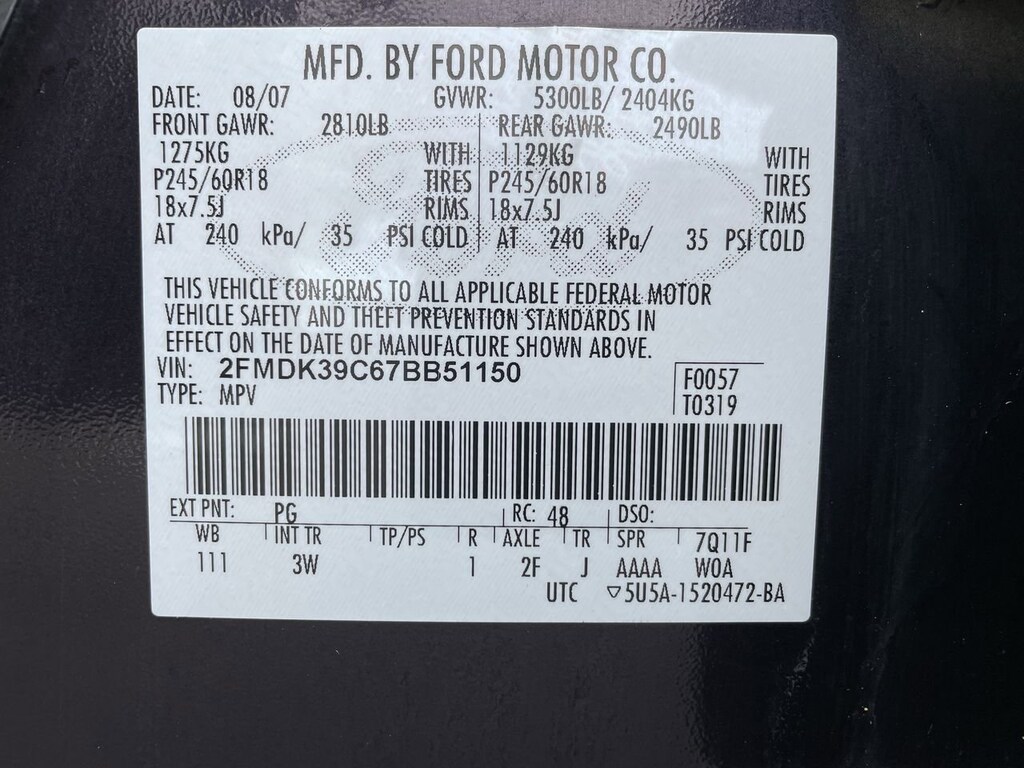 MFD. BY FORD MOTOR CO.
DATE: 08/07 GVWR: 5300LB/ 2404KG
FRONT GAWR: 2810LB REAR GAWR: 2490LB
1275KG WITH 1129KG WITH
P245/60R18 TIRES P245/60R18 TIRES
18x7.5J RIMS 18x7.5J RIMS
AT 240 kPa/ 35 PSI COLD AT 240 kPa/ 35 PSI COLD
THIS VEHICLE CONFORMS TO ALL APPLICABLE FEDERAL MOTOR
VEHICLE SAFETY AND THEFT PREVENTION STANDARDS IN
EFFECT ON THE DATE OF MANUFACTURE SHOWN ABOVE.
VIN: 2FMDK39C67BB51150
F0057
TYPE: MPV
T0319
EXT PNT: PG RC: 48 DSO:
WB INT TR TP/PS R AXLE TR SPR 7Q11F
111 3W 1 2F J AAAA WOA
UTC ▽5U5A-1520472-BA